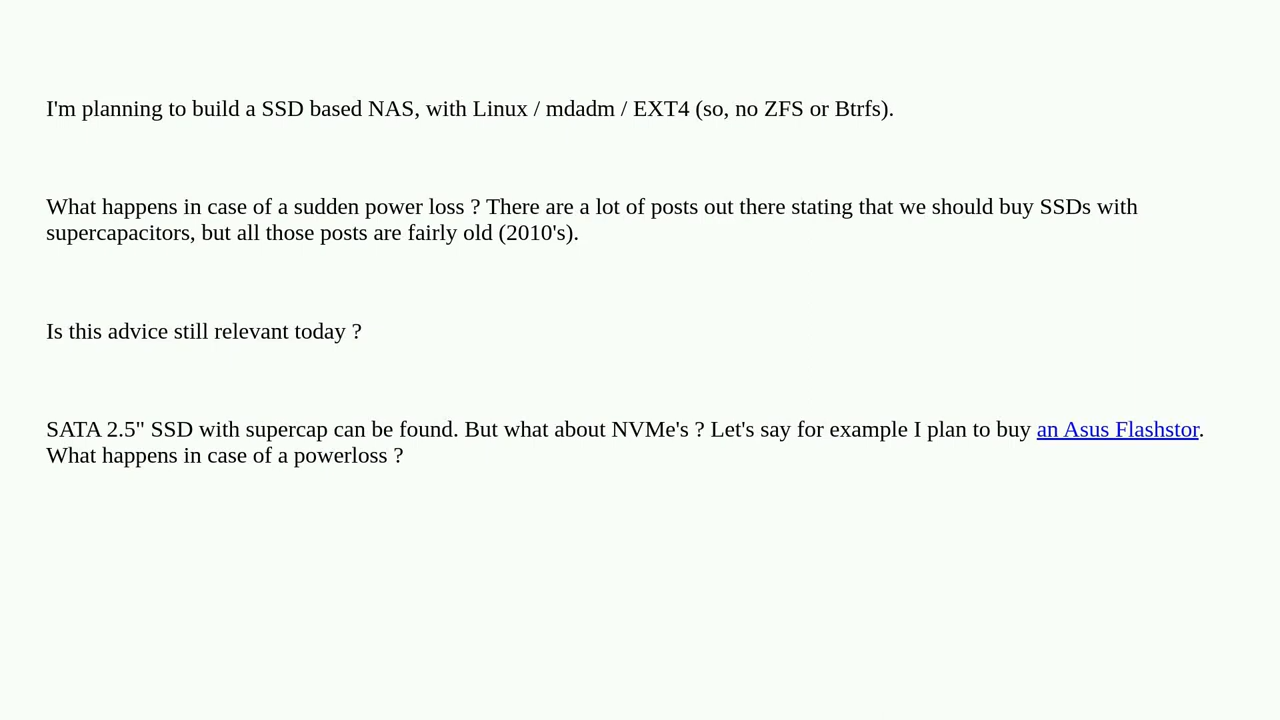 I'm planning to build a SSD based NAS, with Linux / mdadm / EXT4 (so, no ZFS or Btrfs).
What happens in case of a sudden power loss ? There are a lot of posts out there stating that we should buy SSDs with
supercapacitors, but all those posts are fairly old (2010's).
Is this advice still relevant today ?
SATA 2.5" SSD with supercap can be found. But what about NVMe's ? Let's say for example I plan to buy an Asus Flashstor.
What happens in case of a powerloss ?